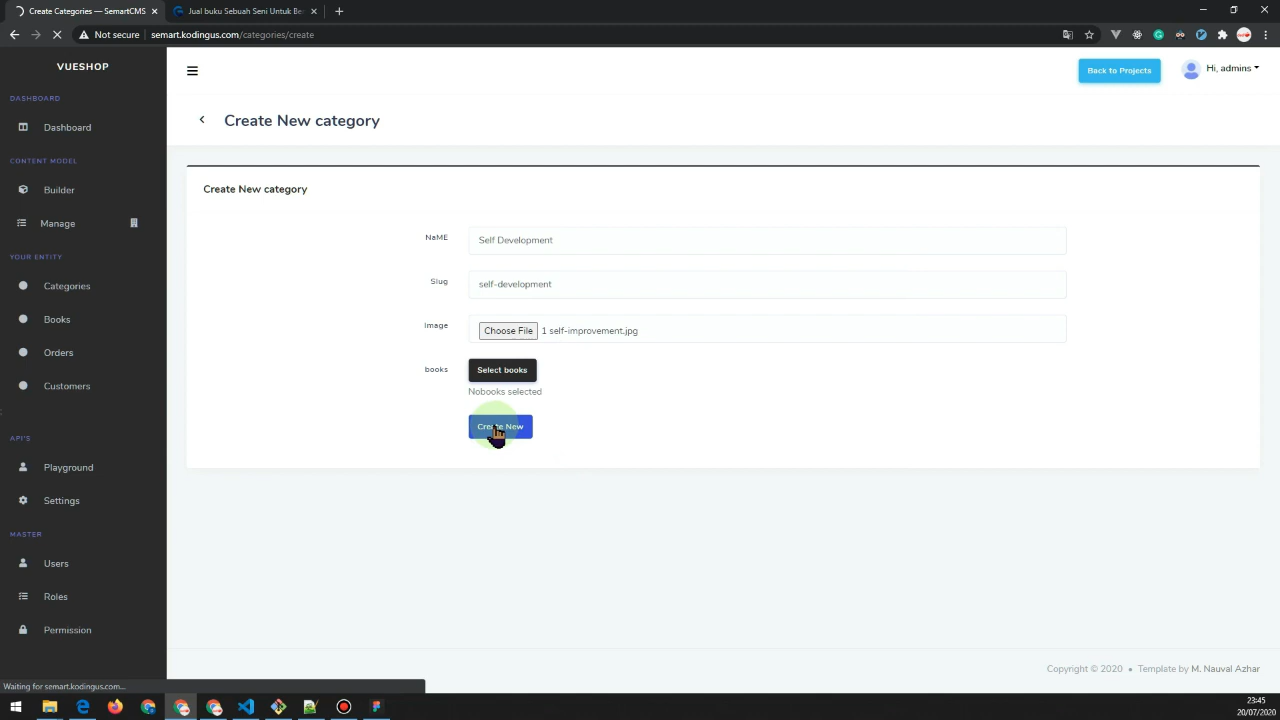 Create Categories — SemartCMS
Jual buku Sebuah Seni Untuk Be
Not secure
semart.kodingus.com/categories/create
VUESHOP
Back to Projects
Hi, admins
DASHBOARD
Dashboard
CONTENT MODEL
Builder
Manage
YOUR ENTITY
Categories
Books
Orders
Customers
API'S
Playground
Settings
MASTER
Users
Roles
Permission
Create New category
Create New category
NaME
Self Development
Slug
self-development
Image
Choose File 1 self-improvement.jpg
books
Select books
Nobooks selected
Create New
Copyright © 2020 • Template by M. Nauval Azhar
Waiting for semart.kodingus.com...
23:45
20/07/2020